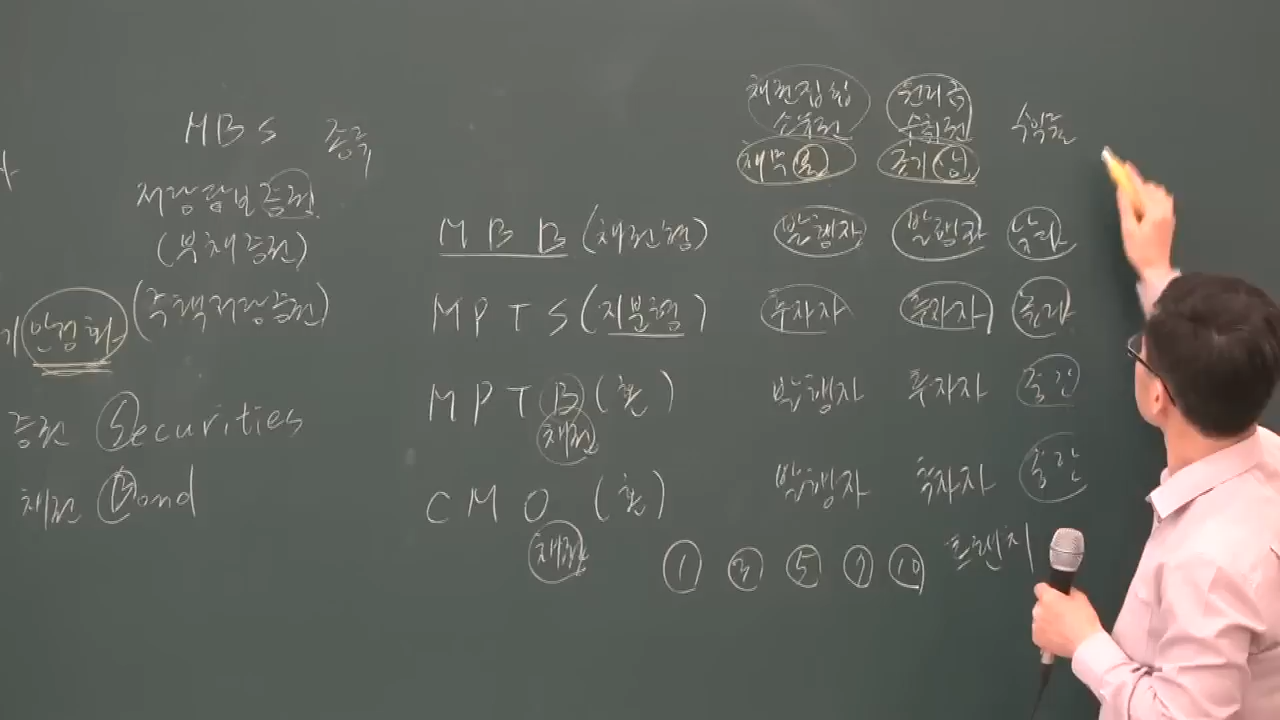 MBS 종류
저당담보증권
(부채증권)
(주택저당증권)
안정화
증권 Securities
채권 Bond
채권집합 원리금 수익률
소유권 수취권
채무불 조기상
MBB (채권형) 발행자 발행자 낮다
MPTS (지분형) 투자자 투자자 높다
MPTB (혼) 발행자 투자자 중간
채권
CMO (혼) 발행자 투자자 중간
채권
① ③ ⑤ ⑦ ⑩ 트렌치